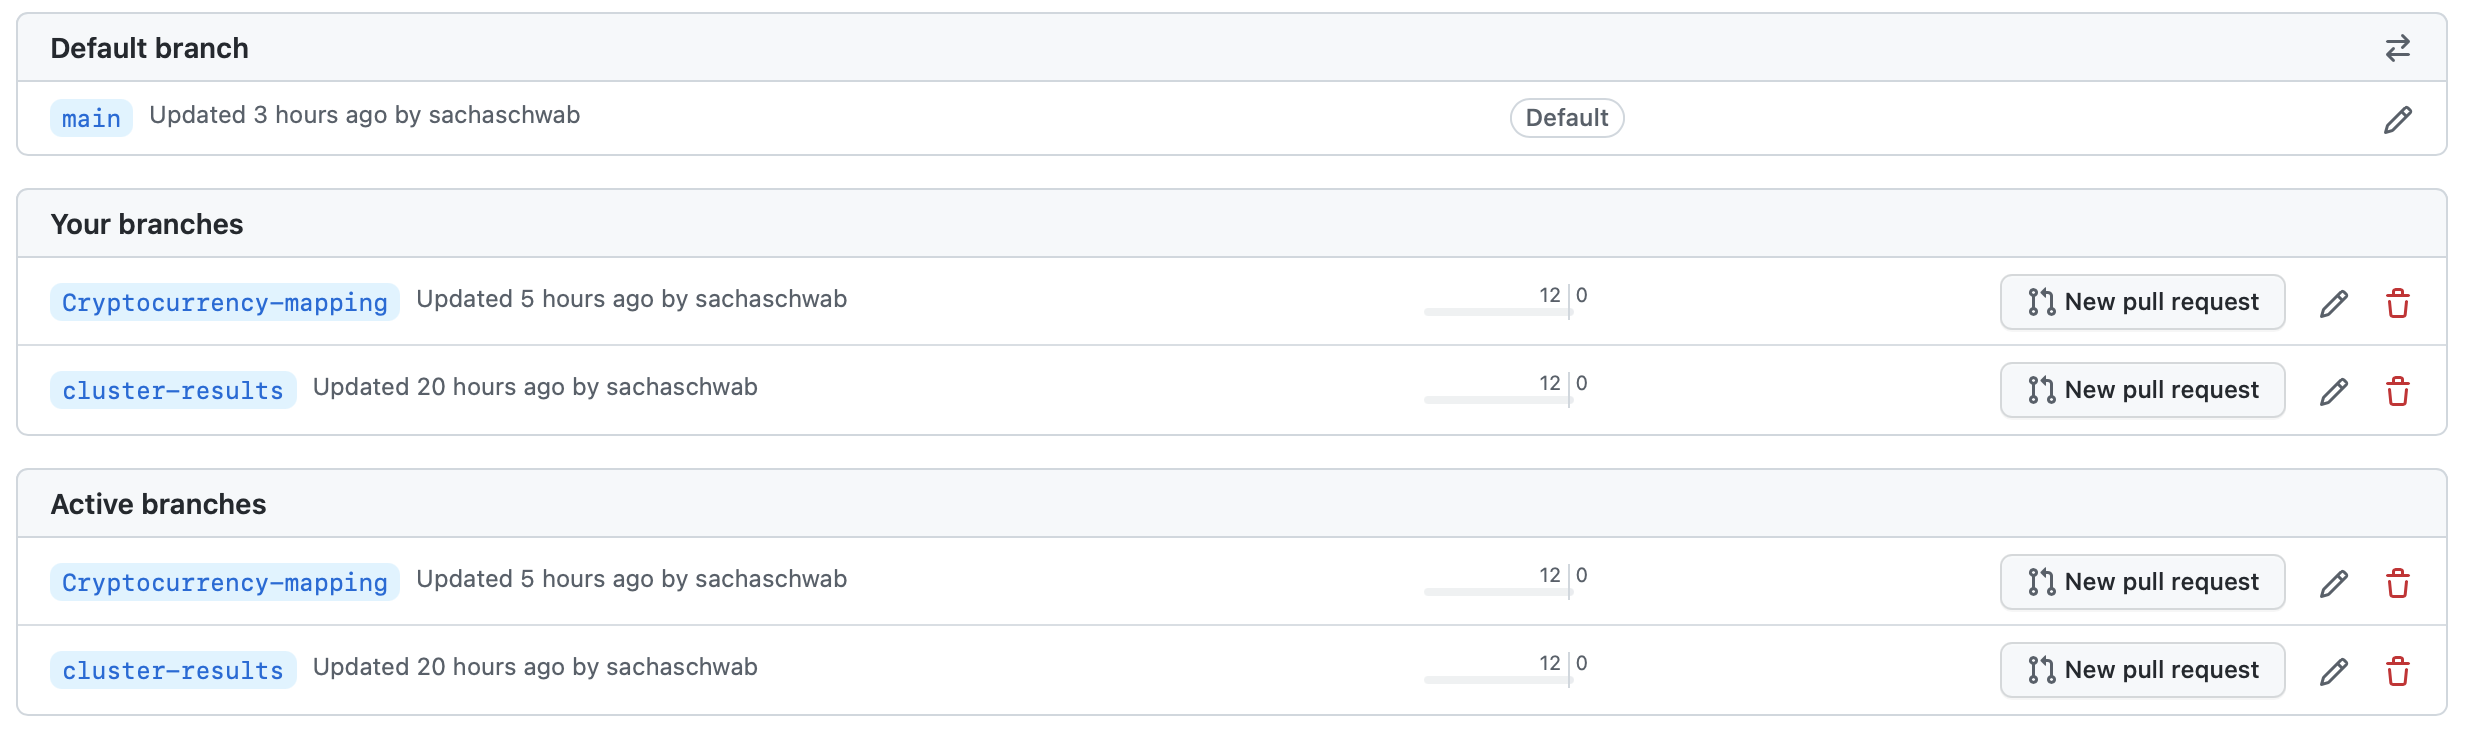 Default branch
main Updated 3 hours ago by sachaschwab Default
Your branches
Cryptocurrency-mapping Updated 5 hours ago by sachaschwab 12 0 New pull request
cluster-results Updated 20 hours ago by sachaschwab 12 0 New pull request
Active branches
Cryptocurrency-mapping Updated 5 hours ago by sachaschwab 12 0 New pull request
cluster-results Updated 20 hours ago by sachaschwab 12 0 New pull request